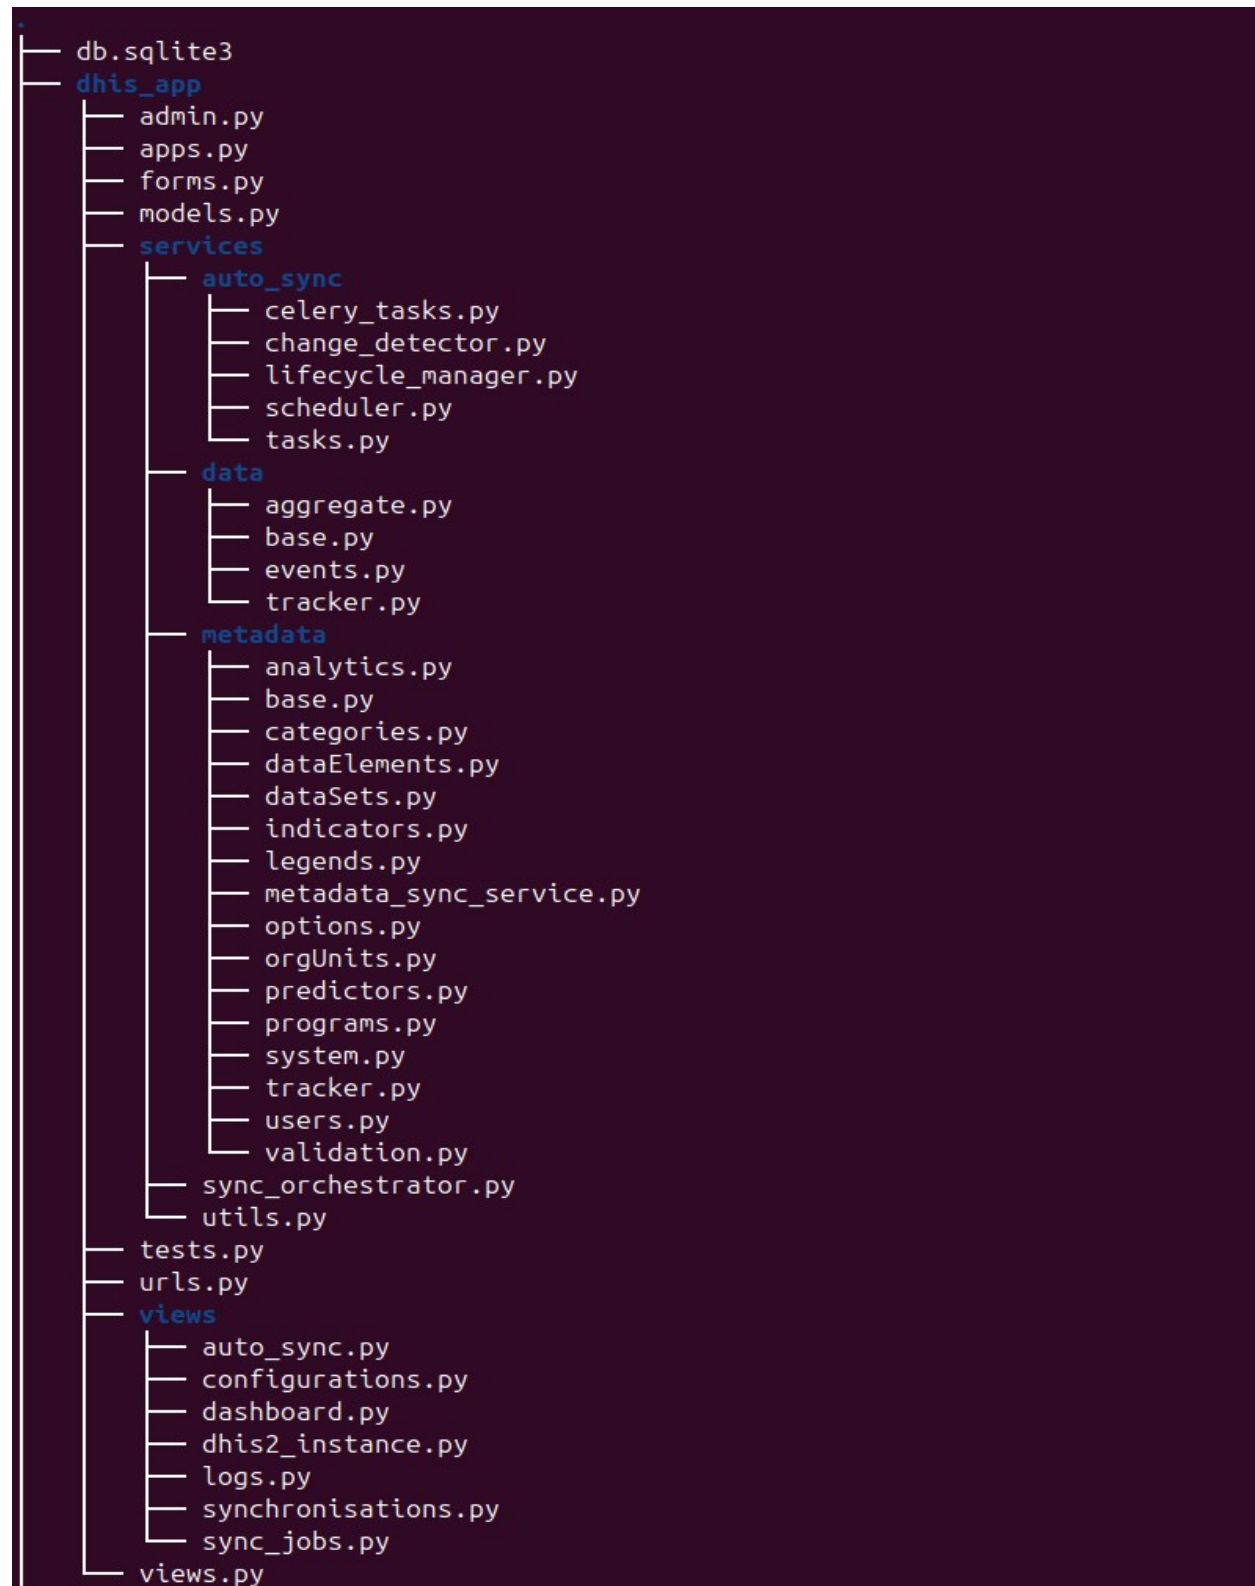 .
├── db.sqlite3
├── dhis_app
│   ├── admin.py
│   ├── apps.py
│   ├── forms.py
│   ├── models.py
│   ├── services
│   │   ├── auto_sync
│   │   │   ├── celery_tasks.py
│   │   │   ├── change_detector.py
│   │   │   ├── lifecycle_manager.py
│   │   │   ├── scheduler.py
│   │   │   └── tasks.py
│   │   ├── data
│   │   │   ├── aggregate.py
│   │   │   ├── base.py
│   │   │   ├── events.py
│   │   │   └── tracker.py
│   │   ├── metadata
│   │   │   ├── analytics.py
│   │   │   ├── base.py
│   │   │   ├── categories.py
│   │   │   ├── dataElements.py
│   │   │   ├── dataSets.py
│   │   │   ├── indicators.py
│   │   │   ├── legends.py
│   │   │   ├── metadata_sync_service.py
│   │   │   ├── options.py
│   │   │   ├── orgUnits.py
│   │   │   ├── predictors.py
│   │   │   ├── programs.py
│   │   │   ├── system.py
│   │   │   ├── tracker.py
│   │   │   ├── users.py
│   │   │   └── validation.py
│   │   ├── sync_orchestrator.py
│   │   └── utils.py
│   ├── tests.py
│   ├── urls.py
│   ├── views
│   │   ├── auto_sync.py
│   │   ├── configurations.py
│   │   ├── dashboard.py
│   │   ├── dhis2_instance.py
│   │   ├── logs.py
│   │   ├── synchronisations.py
│   │   └── sync_jobs.py
│   └── views.py